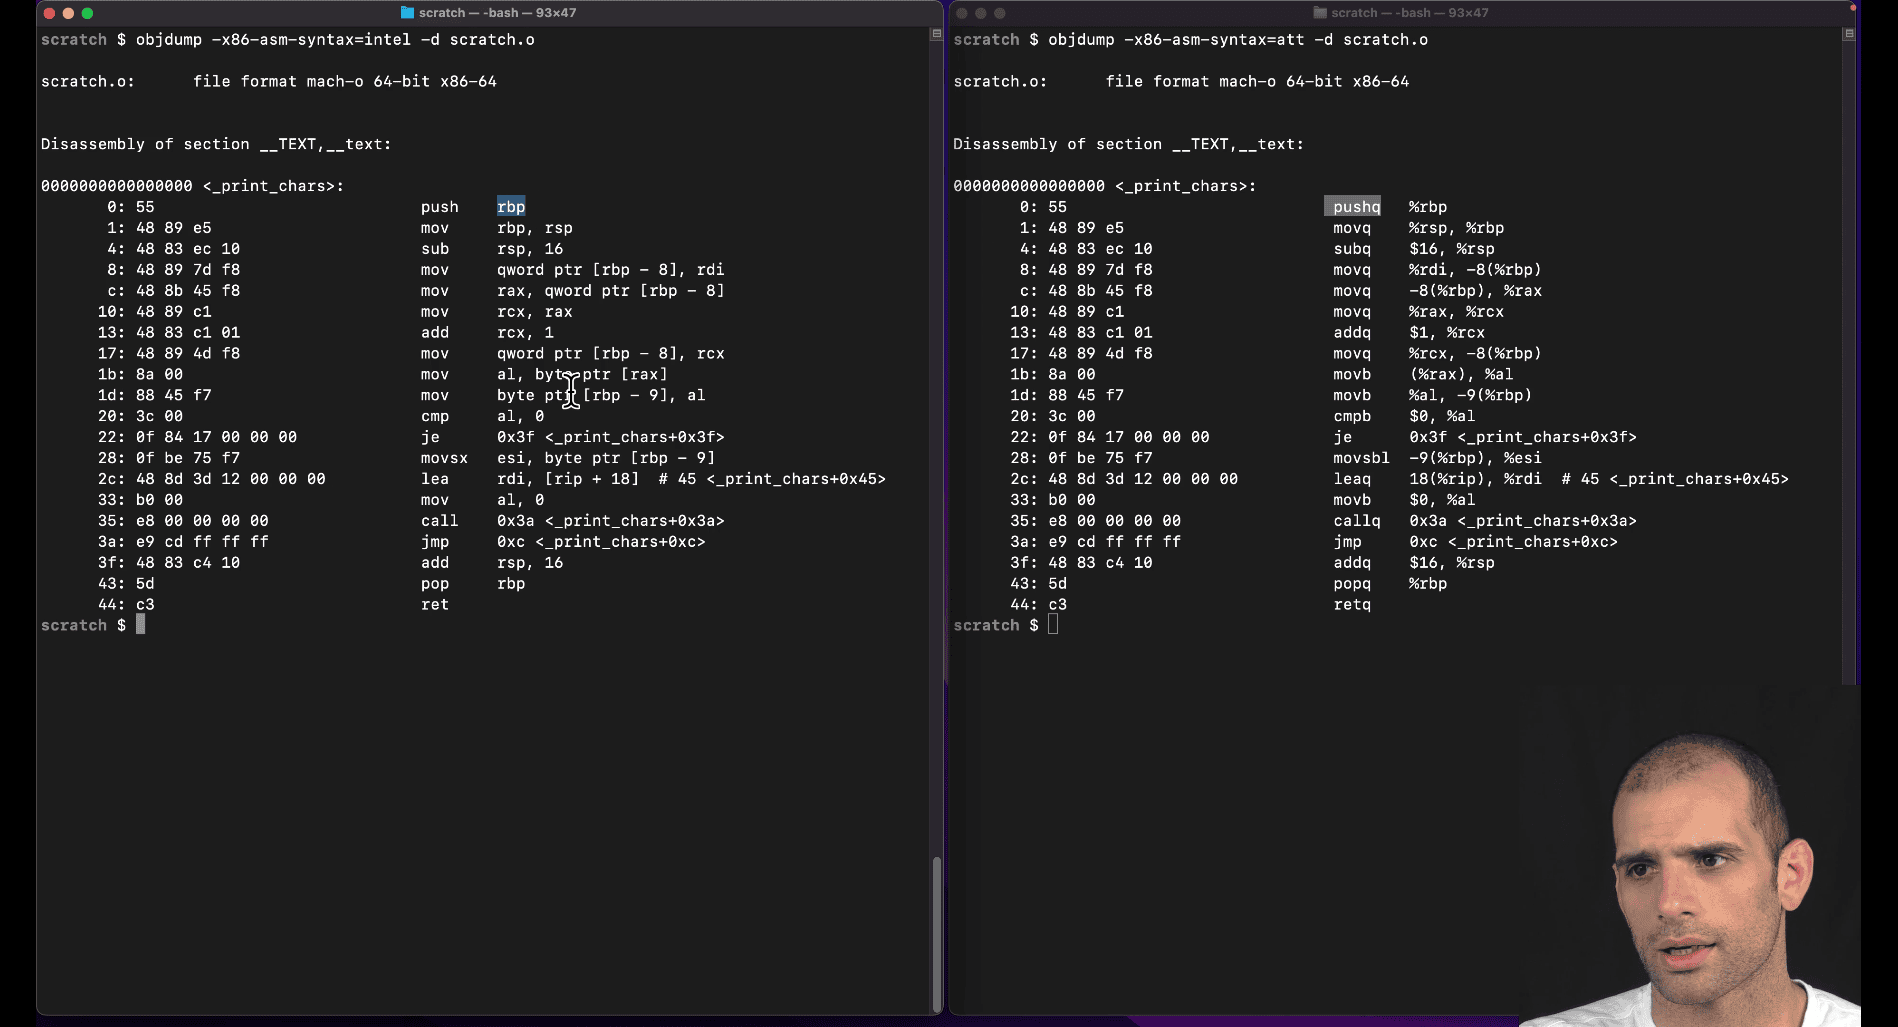 scratch — -bash — 93×47
scratch $ objdump -x86-asm-syntax=intel -d scratch.o
scratch.o:      file format mach-o 64-bit x86-64
Disassembly of section __TEXT,__text:
0000000000000000 <_print_chars>:
0: 55 push rbp
1: 48 89 e5 mov rbp, rsp
4: 48 83 ec 10 sub rsp, 16
8: 48 89 7d f8 mov qword ptr [rbp - 8], rdi
c: 48 8b 45 f8 mov rax, qword ptr [rbp - 8]
10: 48 89 c1 mov rcx, rax
13: 48 83 c1 01 add rcx, 1
17: 48 89 4d f8 mov qword ptr [rbp - 8], rcx
1b: 8a 00 mov al, byte ptr [rax]
1d: 88 45 f7 mov byte ptr [rbp - 9], al
20: 3c 00 cmp al, 0
22: 0f 84 17 00 00 00 je 0x3f <_print_chars+0x3f>
28: 0f be 75 f7 movsx esi, byte ptr [rbp - 9]
2c: 48 8d 3d 12 00 00 00 lea rdi, [rip + 18]  # 45 <_print_chars+0x45>
33: b0 00 mov al, 0
35: e8 00 00 00 00 call 0x3a <_print_chars+0x3a>
3a: e9 cd ff ff ff jmp 0xc <_print_chars+0xc>
3f: 48 83 c4 10 add rsp, 16
43: 5d pop rbp
44: c3 ret
scratch $
scratch — -bash — 93×47
scratch $ objdump -x86-asm-syntax=att -d scratch.o
scratch.o:      file format mach-o 64-bit x86-64
Disassembly of section __TEXT,__text:
0000000000000000 <_print_chars>:
0: 55 pushq %rbp
1: 48 89 e5 movq %rsp, %rbp
4: 48 83 ec 10 subq $16, %rsp
8: 48 89 7d f8 movq %rdi, -8(%rbp)
c: 48 8b 45 f8 movq -8(%rbp), %rax
10: 48 89 c1 movq %rax, %rcx
13: 48 83 c1 01 addq $1, %rcx
17: 48 89 4d f8 movq %rcx, -8(%rbp)
1b: 8a 00 movb (%rax), %al
1d: 88 45 f7 movb %al, -9(%rbp)
20: 3c 00 cmpb $0, %al
22: 0f 84 17 00 00 00 je 0x3f <_print_chars+0x3f>
28: 0f be 75 f7 movsbl -9(%rbp), %esi
2c: 48 8d 3d 12 00 00 00 leaq 18(%rip), %rdi  # 45 <_print_chars+0x45>
33: b0 00 movb $0, %al
35: e8 00 00 00 00 callq 0x3a <_print_chars+0x3a>
3a: e9 cd ff ff ff jmp 0xc <_print_chars+0xc>
3f: 48 83 c4 10 addq $16, %rsp
43: 5d popq %rbp
44: c3 retq
scratch $